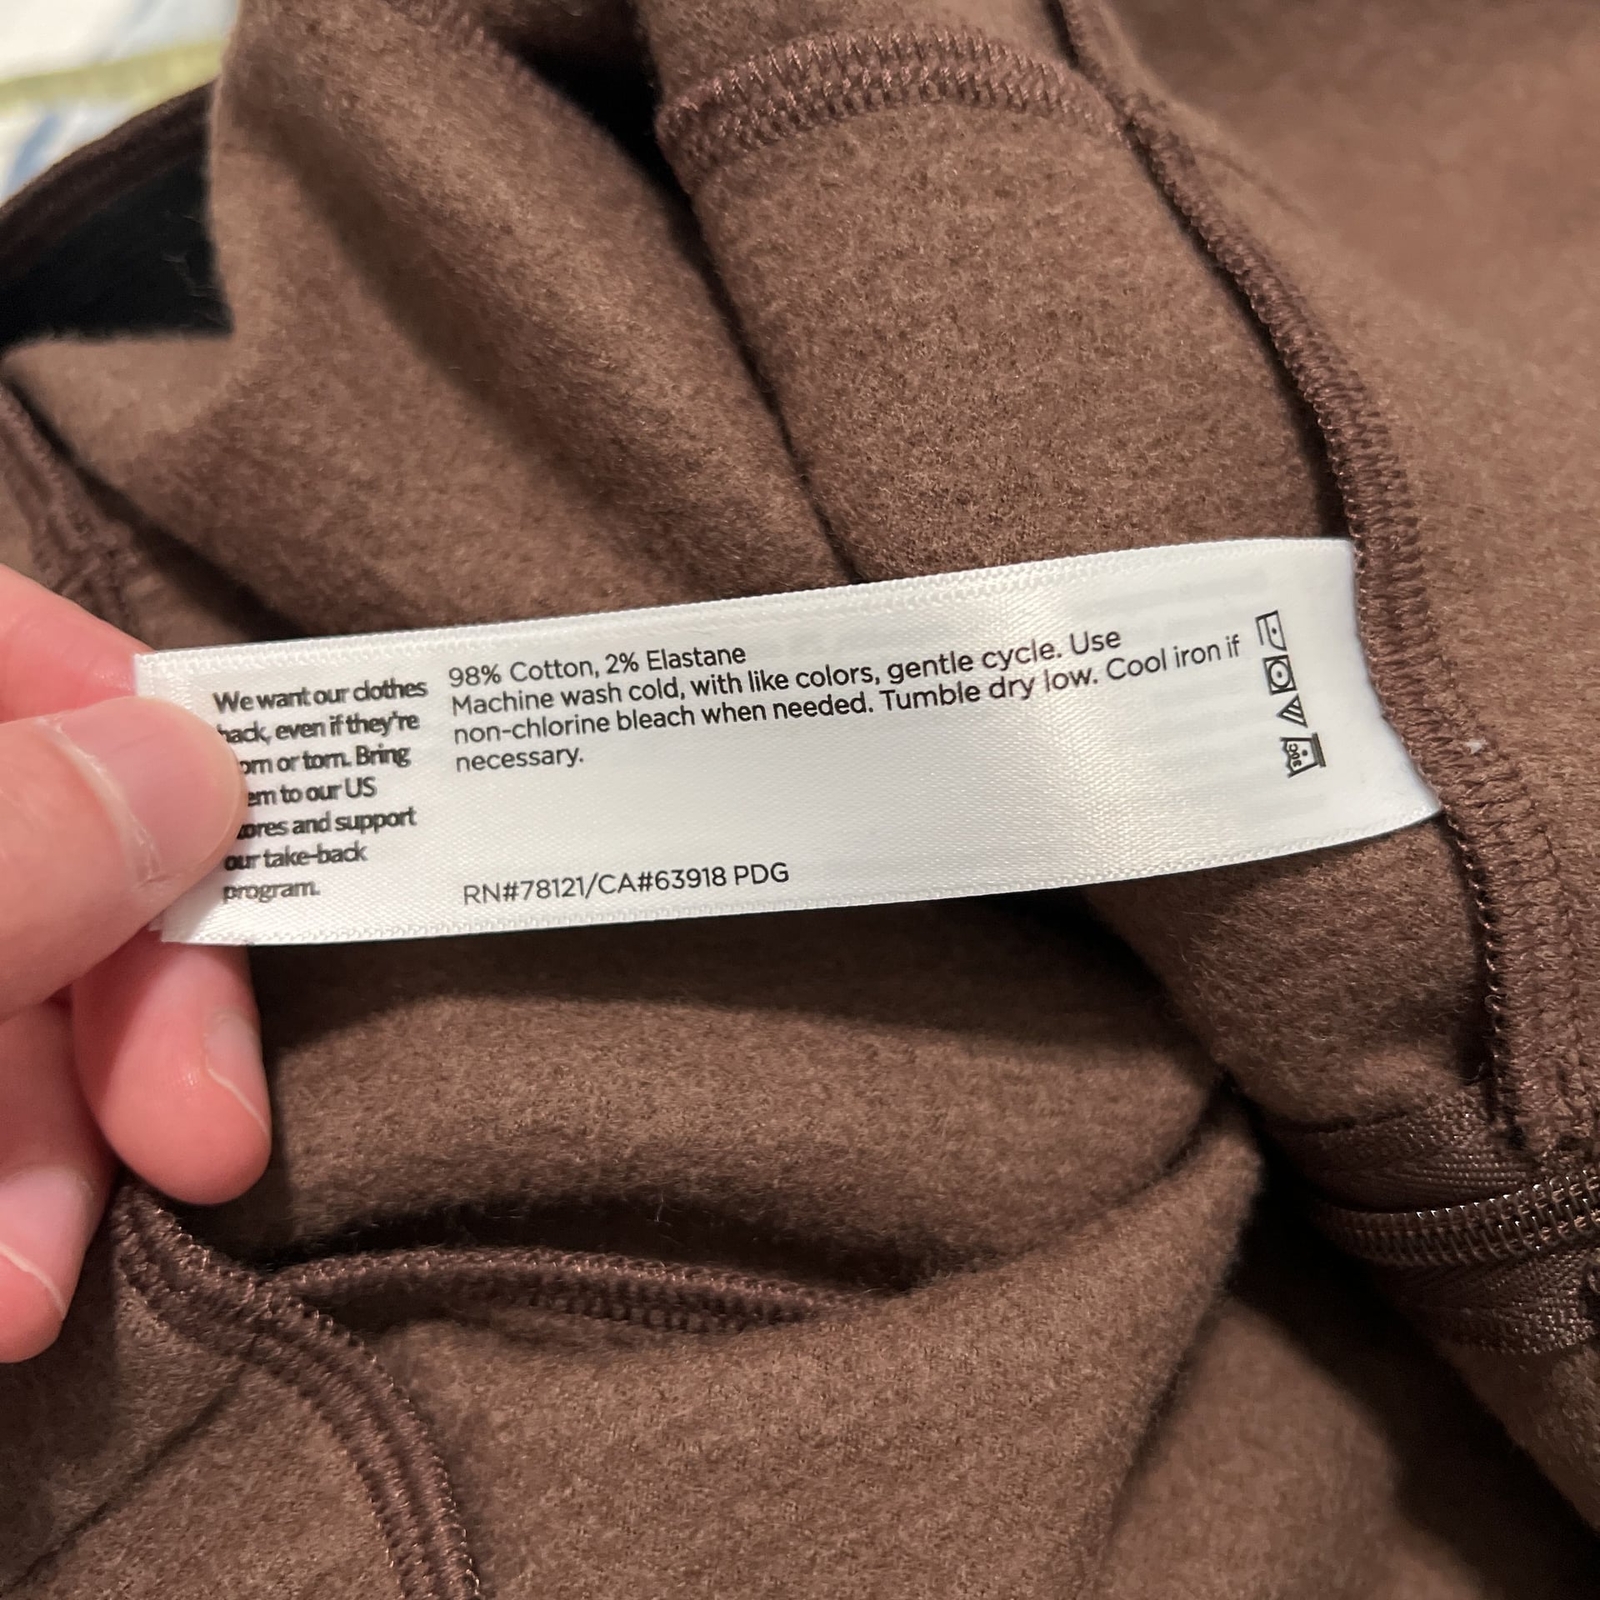 We want our clothes
back, even if they're
or torn. Bring
to our US
and support
our take-back
program.
98% Cotton, 2% Elastane
Machine wash cold, with like colors, gentle cycle. Use
non-chlorine bleach when needed. Tumble dry low. Cool iron if
necessary.
RN#78121/CA#63918 PDG
30C